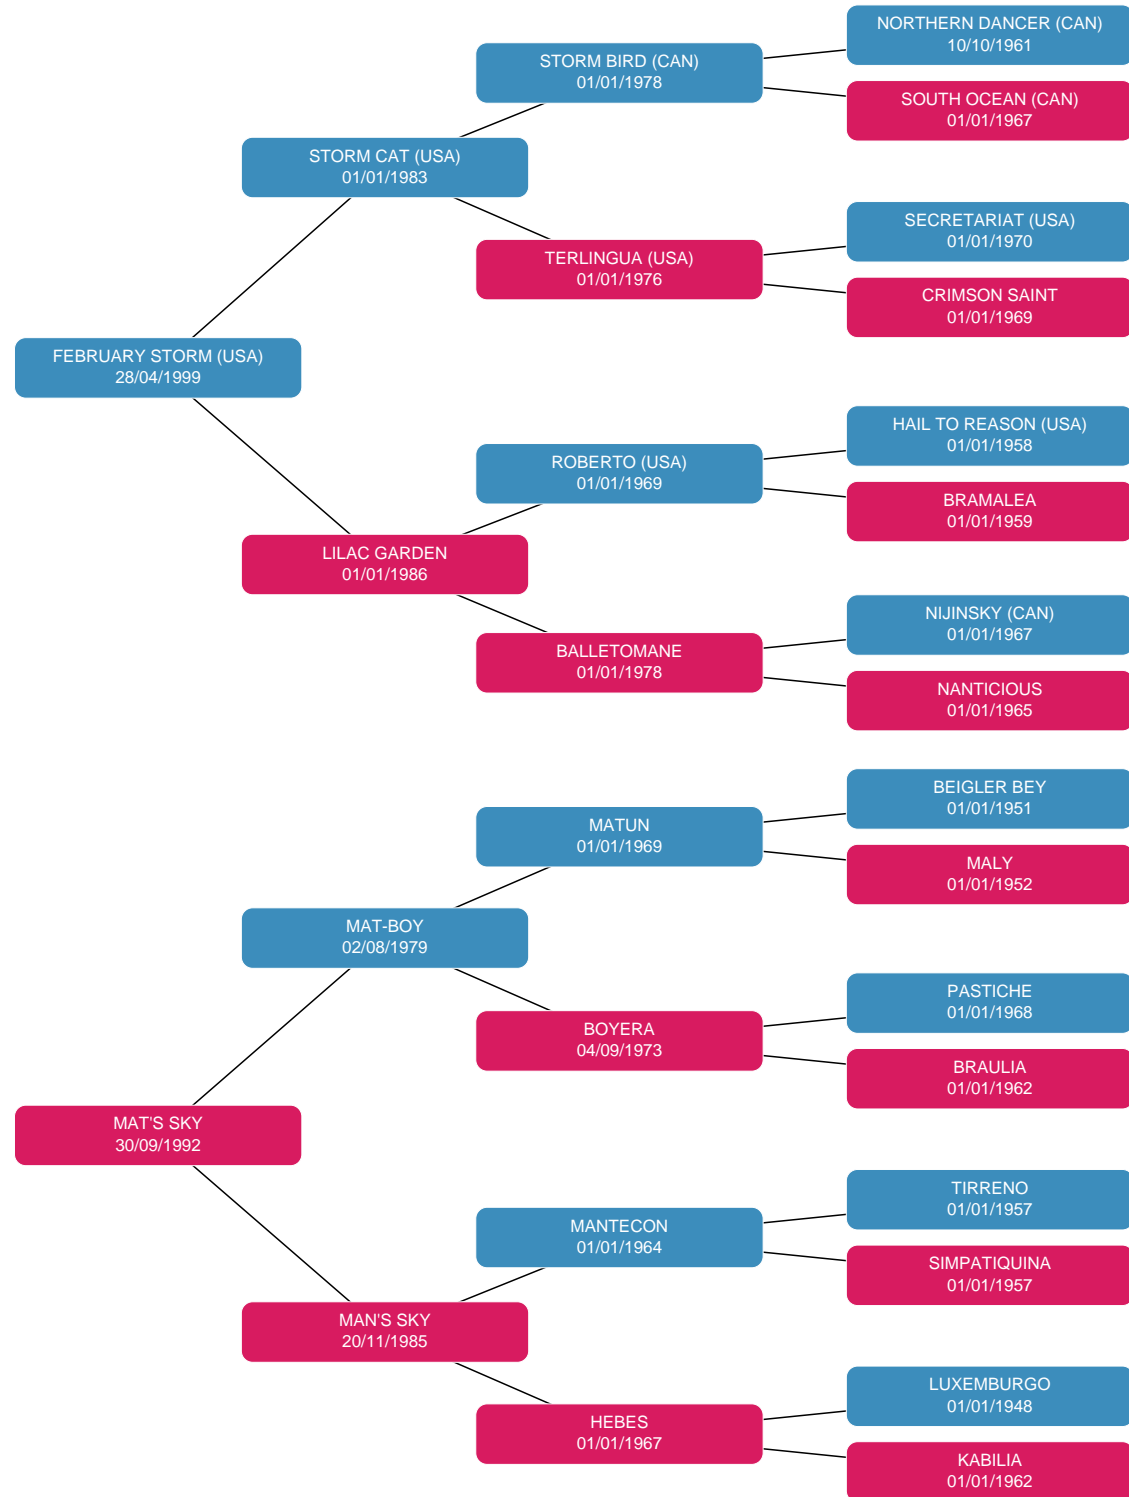 NORTHERN DANCER (CAN)
10/10/1961
STORM BIRD (CAN)
01/01/1978
SOUTH OCEAN (CAN)
01/01/1967
STORM CAT (USA)
01/01/1983
SECRETARIAT (USA)
01/01/1970
TERLINGUA (USA)
01/01/1976
CRIMSON SAINT
01/01/1969
FEBRUARY STORM (USA)
28/04/1999
HAIL TO REASON (USA)
01/01/1958
ROBERTO (USA)
01/01/1969
BRAMALEA
01/01/1959
LILAC GARDEN
01/01/1986
NIJINSKY (CAN)
01/01/1967
BALLETOMANE
01/01/1978
NANTICIOUS
01/01/1965
BEIGLER BEY
01/01/1951
MATUN
01/01/1969
MALY
01/01/1952
MAT-BOY
02/08/1979
PASTICHE
01/01/1968
BOYERA
04/09/1973
BRAULIA
01/01/1962
MAT'S SKY
30/09/1992
TIRRENO
01/01/1957
MANTECON
01/01/1964
SIMPATIQUINA
01/01/1957
MAN'S SKY
20/11/1985
LUXEMBURGO
01/01/1948
HEBES
01/01/1967
KABILIA
01/01/1962